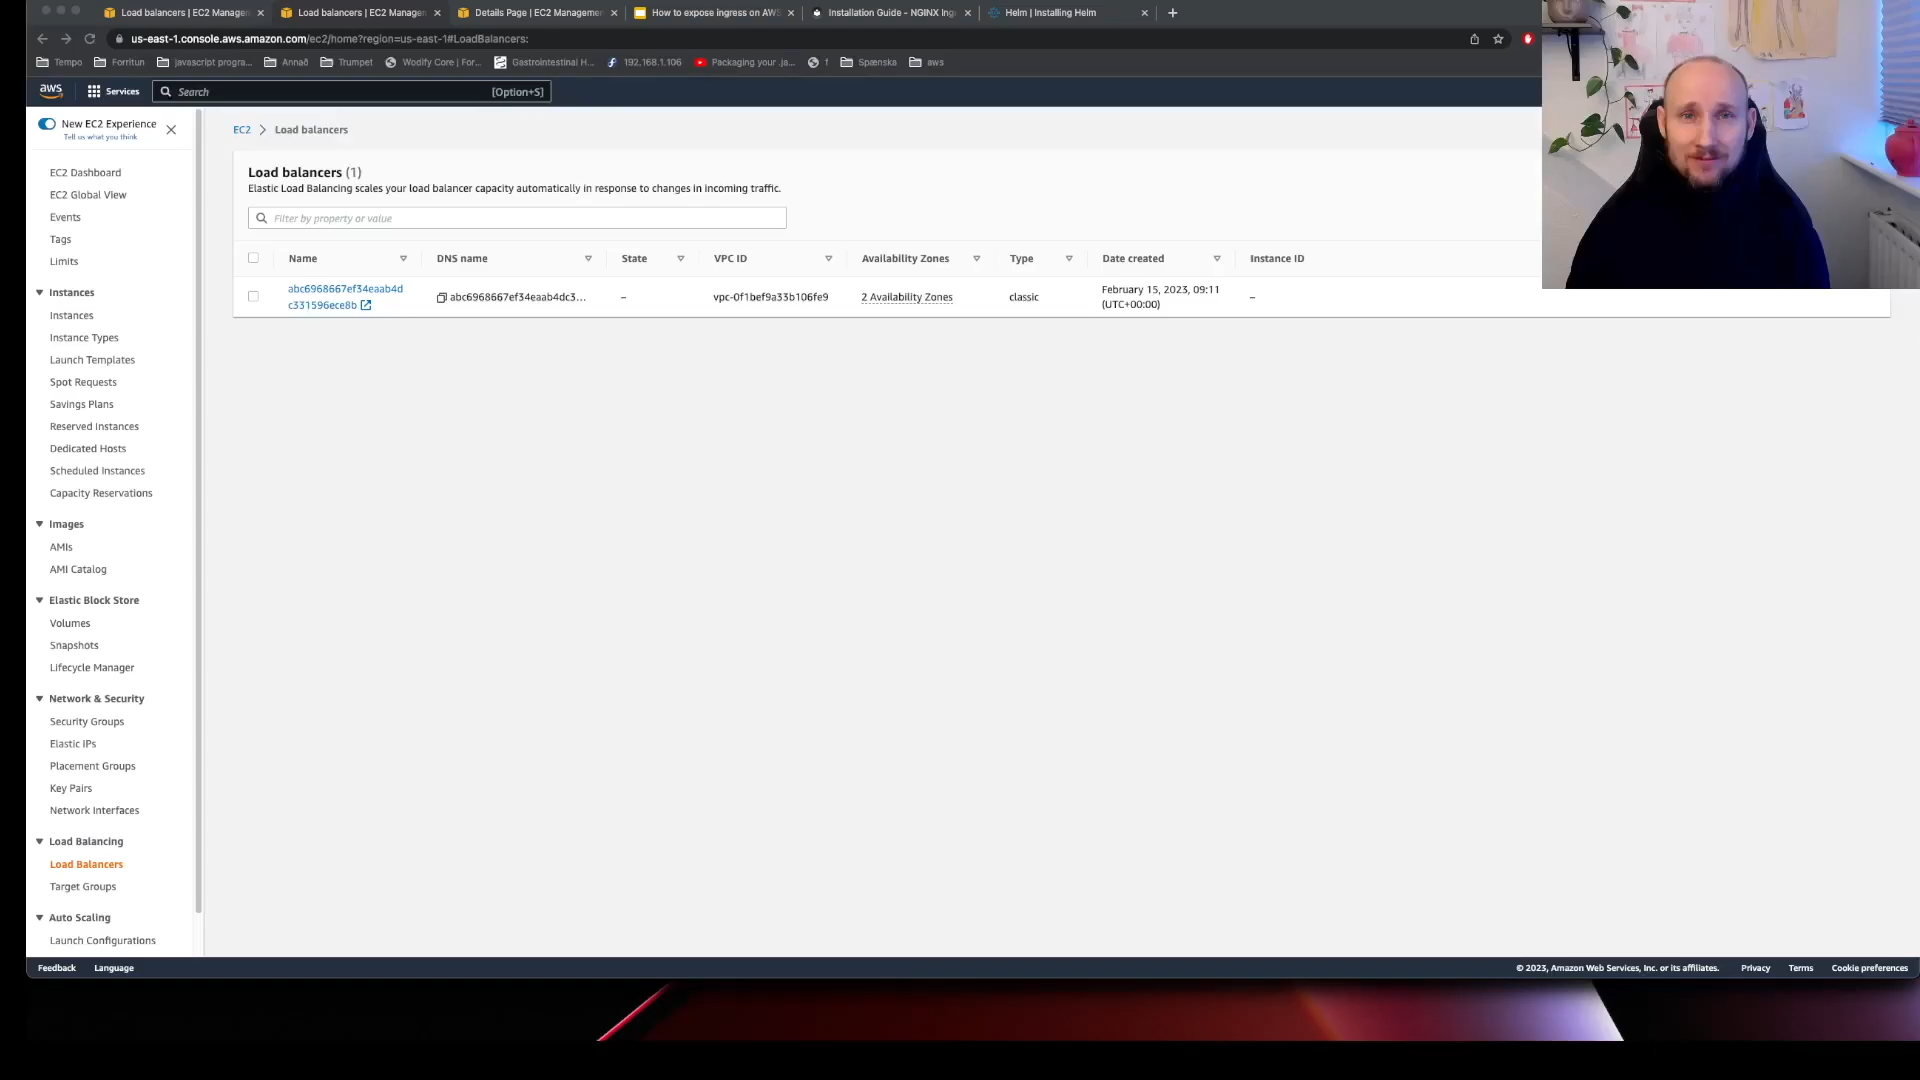 Load balancers | EC2 Managen
Load balancers | EC2 Managen
Details Page | EC2 Managemen
How to expose ingress on AWS
Installation Guide - NGINX Ing
Helm | Installing Helm
us-east-1.console.aws.amazon.com/ec2/home?region=us-east-1#LoadBalancers:
Tempo
Forritun
javascript progra...
Annað
Trumpet
Wodify Core | For...
Gastrointestinal H...
192.168.1.106
Packaging your .ja...
1
Spænska
aws
aws
Services
Search
[Option+S]
New EC2 Experience
Tell us what you think
EC2 Dashboard
EC2 Global View
Events
Tags
Limits
Instances
Instances
Instance Types
Launch Templates
Spot Requests
Savings Plans
Reserved Instances
Dedicated Hosts
Scheduled Instances
Capacity Reservations
Images
AMIs
AMI Catalog
Elastic Block Store
Volumes
Snapshots
Lifecycle Manager
Network & Security
Security Groups
Elastic IPs
Placement Groups
Key Pairs
Network Interfaces
Load Balancing
Load Balancers
Target Groups
Auto Scaling
Launch Configurations
EC2 > Load balancers
Load balancers (1)
Elastic Load Balancing scales your load balancer capacity automatically in response to changes in incoming traffic.
Filter by property or value
Name DNS name State VPC ID Availability Zones Type Date created Instance ID
abc6968667ef34eaab4d
c331596ece8b
abc6968667ef34eaab4dc3...
–
vpc-0f1bef9a33b106fe9
2 Availability Zones
classic
February 15, 2023, 09:11
(UTC+00:00)
–
Feedback Language
© 2023, Amazon Web Services, Inc. or its affiliates. Privacy Terms Cookie preferences